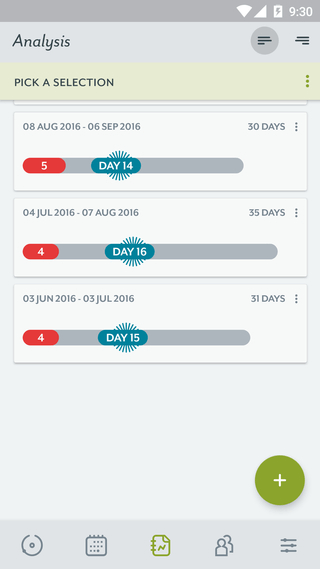 9:30
Analysis
PICK A SELECTION
08 AUG 2016 - 06 SEP 2016 30 DAYS
5 DAY 14
04 JUL 2016 - 07 AUG 2016 35 DAYS
4 DAY 16
03 JUN 2016 - 03 JUL 2016 31 DAYS
4 DAY 15